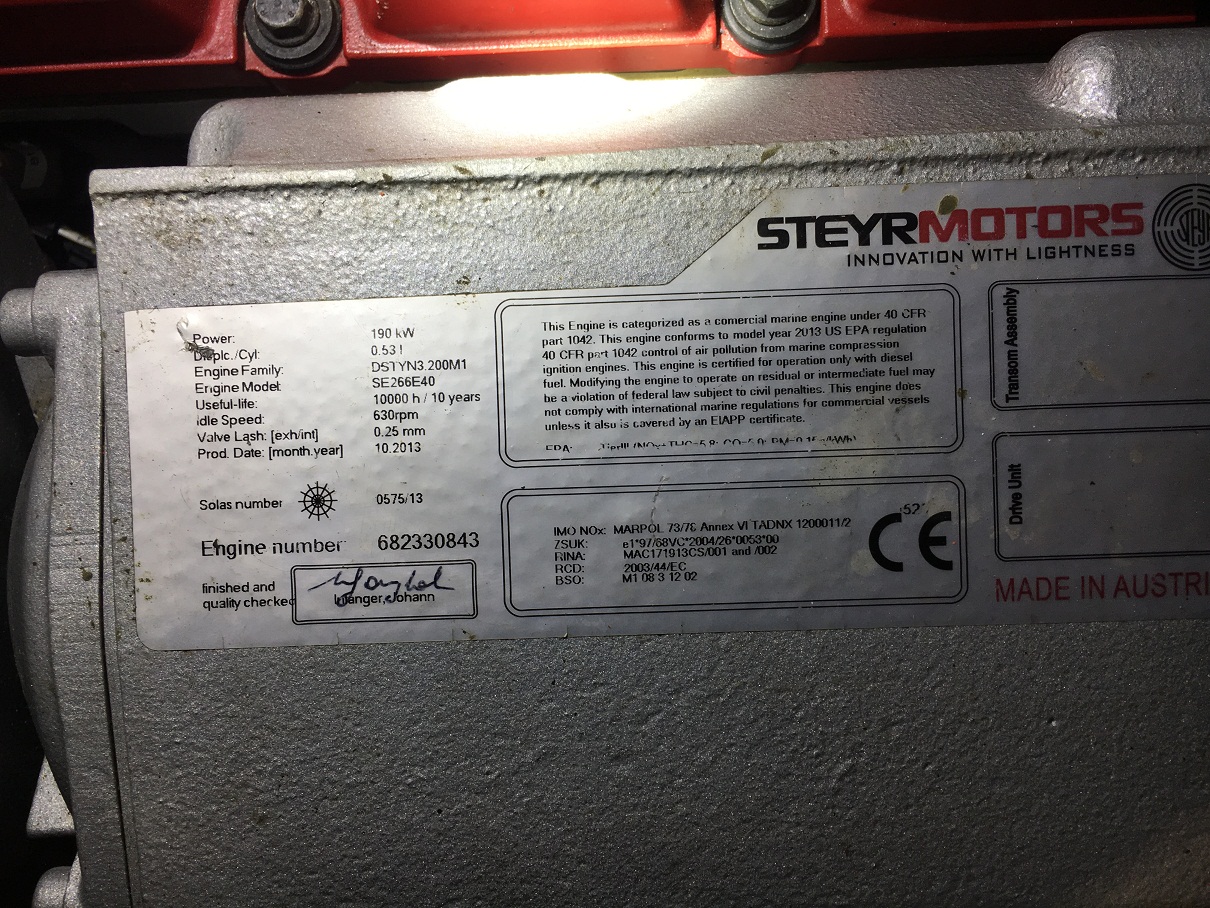 STEYRMOTORS
INNOVATION WITH LIGHTNESS
Power: 190 kW
Displc./Cyl: 0.53 l
Engine Family: DSTYN3.200M1
Engine Model: SE266E40
Useful-life: 10000 h / 10 years
Idle Speed: 630rpm
Valve Lash: [exh/int] 0.25 mm
Prod. Date: [month.year] 10.2013
Solas number 0575/13
Engine number 682330843
finished and
quality checked
Johann
This Engine is categorized as a comercial marine engine under 40 CFR
part 1042. This engine conforms to model year 2013 US EPA regulation
40 CFR part 1042 control of air pollution from marine compression
ignition engines. This engine is certified for operation only with diesel
fuel. Modifying the engine to operate on residual or intermediate fuel may
be a violation of federal law subject to civil penalties. This engine does
not comply with international marine regulations for commercial vessels
unless it also is covered by an EIAPP certificate.
EPA:
IMO NOx: MARPOL 73/78 Annex VI TADNX 1200011/2
ZSUK: e1*97/68VC*2004/26*0053*00
RINA: MAC171913CS/001 and /002
RCD: 2003/44/EC
BSO: M1 08 3 12 02
CE
Transom Assembly
Drive Unit
MADE IN AUSTRI